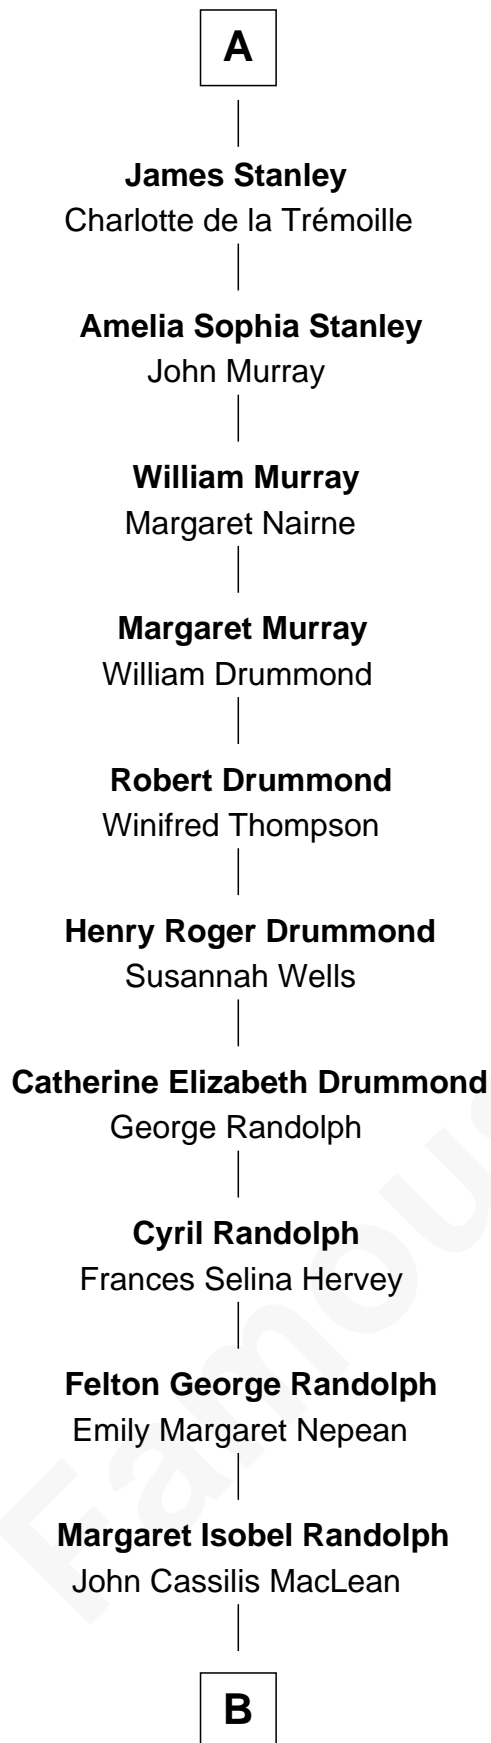 A
James Stanley
Charlotte de la Trémoille
Amelia Sophia Stanley
John Murray
William Murray
Margaret Nairne
Margaret Murray
William Drummond
Robert Drummond
Winifred Thompson
Henry Roger Drummond
Susannah Wells
Catherine Elizabeth Drummond
George Randolph
Cyril Randolph
Frances Selina Hervey
Felton George Randolph
Emily Margaret Nepean
Margaret Isobel Randolph
John Cassilis MacLean
B
Famous